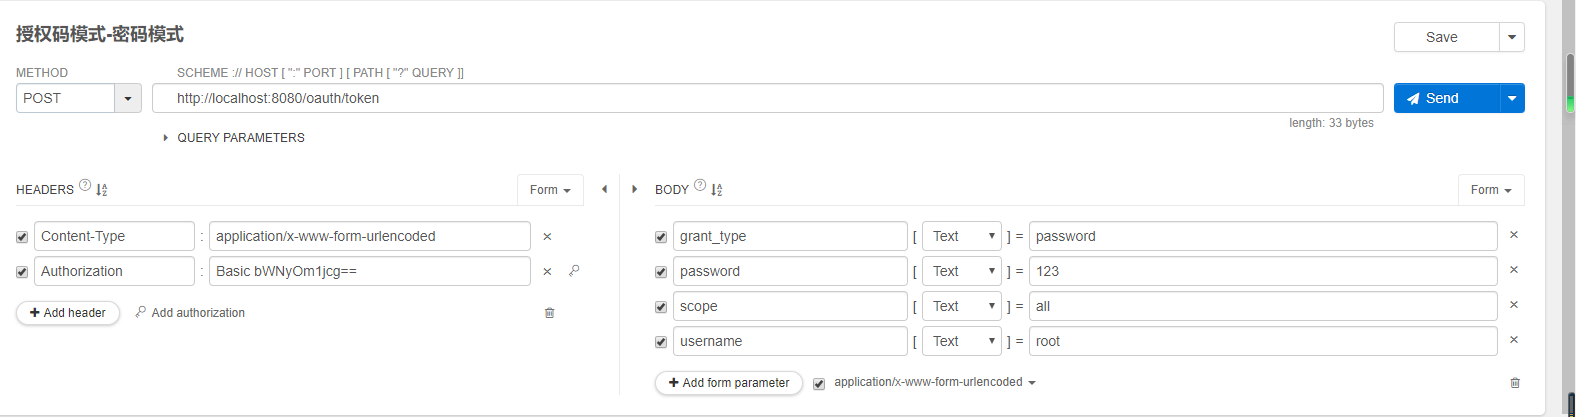 授权码模式-密码模式
Save
METHOD
SCHEME :// HOST [ ":" PORT ] [ PATH [ "?" QUERY ]]
POST
http://localhost:8080/oauth/token
Send
length: 33 bytes
QUERY PARAMETERS
HEADERS ?
Form
BODY ?
Form
Content-Type : application/x-www-form-urlencoded ×
Authorization : Basic bWNyOm1jcg== ×
+ Add header
Add authorization
grant_type [ Text ] = password ×
password [ Text ] = 123 ×
scope [ Text ] = all ×
username [ Text ] = root ×
+ Add form parameter
application/x-www-form-urlencoded